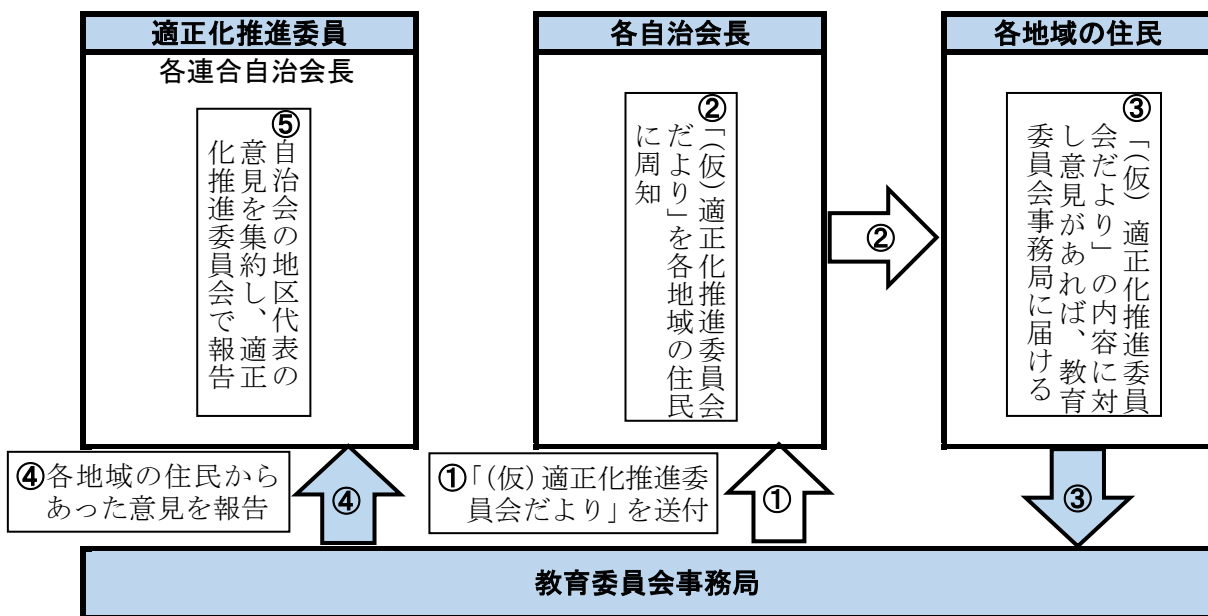 適正化推進委員
各連合自治会長
⑤自治会の地区代表の
意見を集約し、適正
化推進委員会で報告
各自治会長
②「(仮)適正化推進委員会
だより」を各地域の住民
に周知
②
各地域の住民
③「(仮)適正化推進委員
会だより」の内容に対
し意見があれば、教育
委員会事務局に届ける
④各地域の住民から
あった意見を報告
④
①「(仮)適正化推進委
員会だより」を送付
①
③
教育委員会事務局